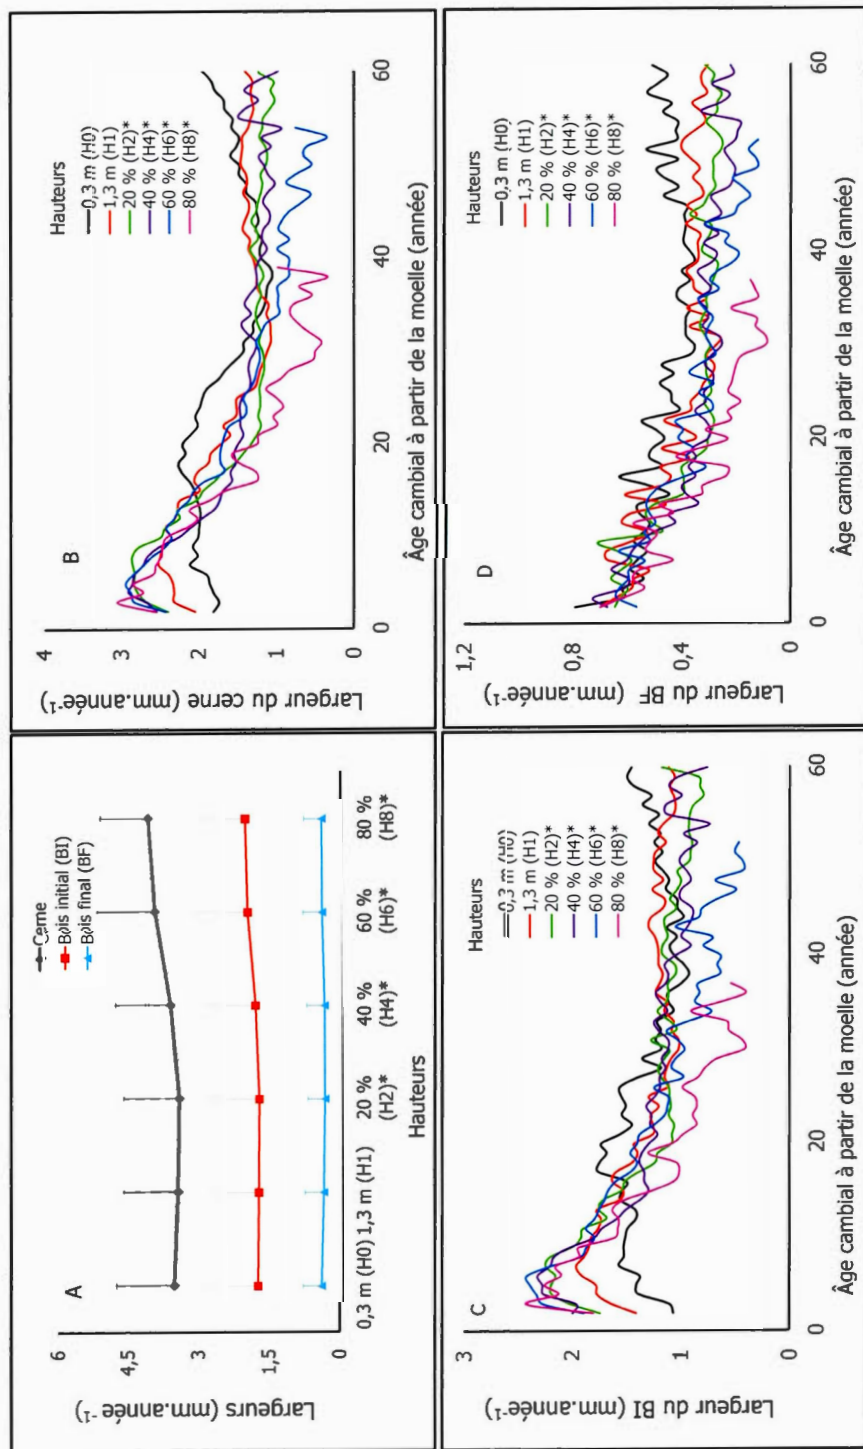 A
Largeurs (mm.année⁻¹)
6
4,5
3
1,5
0
Cerne
Bois initial (BI)
Bois final (BF)
0,3 m (H0) 1,3 m (H1)
20 %
(H2)*
40 %
(H4)*
60 %
(H6)*
80 %
(H8)*
Hauteurs
B
Largeur du cerne (mm.année⁻¹)
4
3
2
1
0
Hauteurs
0,3 m (H0)
1,3 m (H1)
20 % (H2)*
40 % (H4)*
60 % (H6)*
80 % (H8)*
0
20
40
60
Âge cambial à partir de la moelle (année)
C
Largeur du BI (mm.année⁻¹)
3
2
1
0
Hauteurs
0,3 m (H0)
1,3 m (H1)
20 % (H2)*
40 % (H4)*
60 % (H6)*
80 % (H8)*
0
20
40
60
Âge cambial à partir de la moelle (année)
D
Largeur du BF (mm.année⁻¹)
1,2
0,8
0,4
0
Hauteurs
0,3 m (H0)
1,3 m (H1)
20 % (H2)*
40 % (H4)*
60 % (H6)*
80 % (H8)*
0
20
40
60
Âge cambial à partir de la moelle (année)